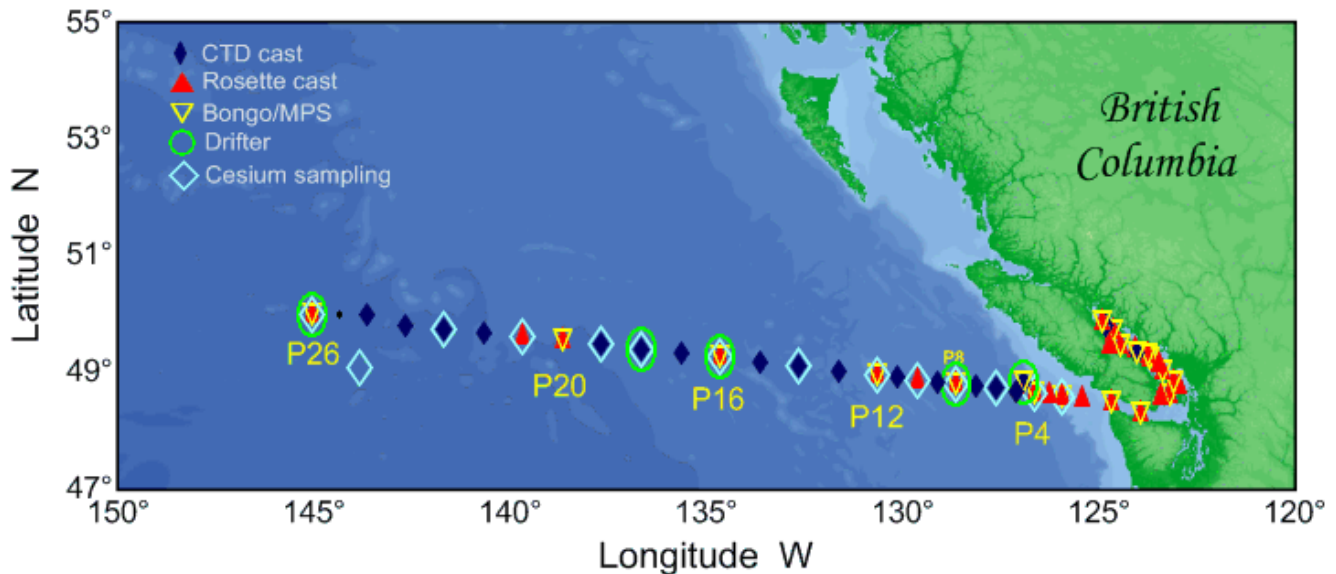 55°
53°
51°
49°
47°
Latitude N
CTD cast
Rosette cast
Bongo/MPS
Drifter
Cesium sampling
British
Columbia
P26
P20
P16
P12
P8
P4
150°
145°
140°
135°
130°
125°
120°
Longitude W